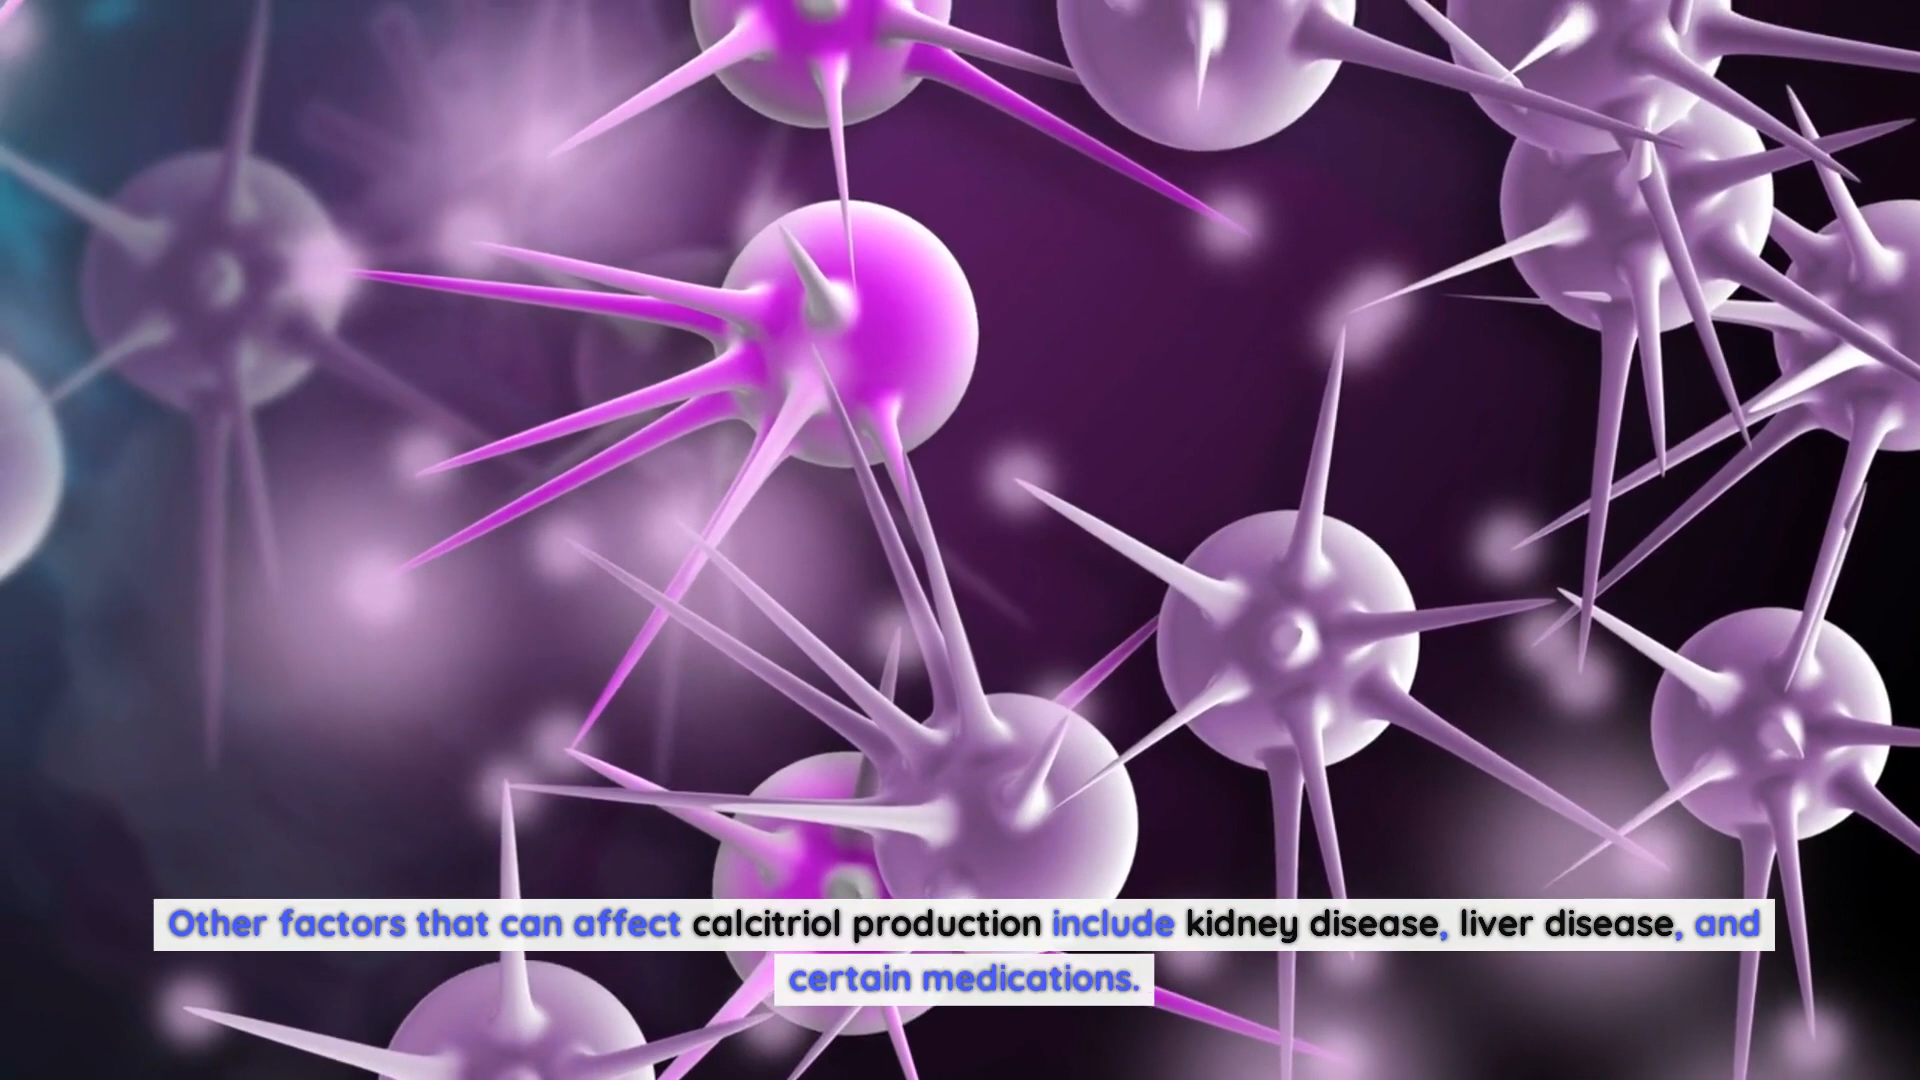 Other factors that can affect calcitriol production include kidney disease, liver disease, and
certain medications.